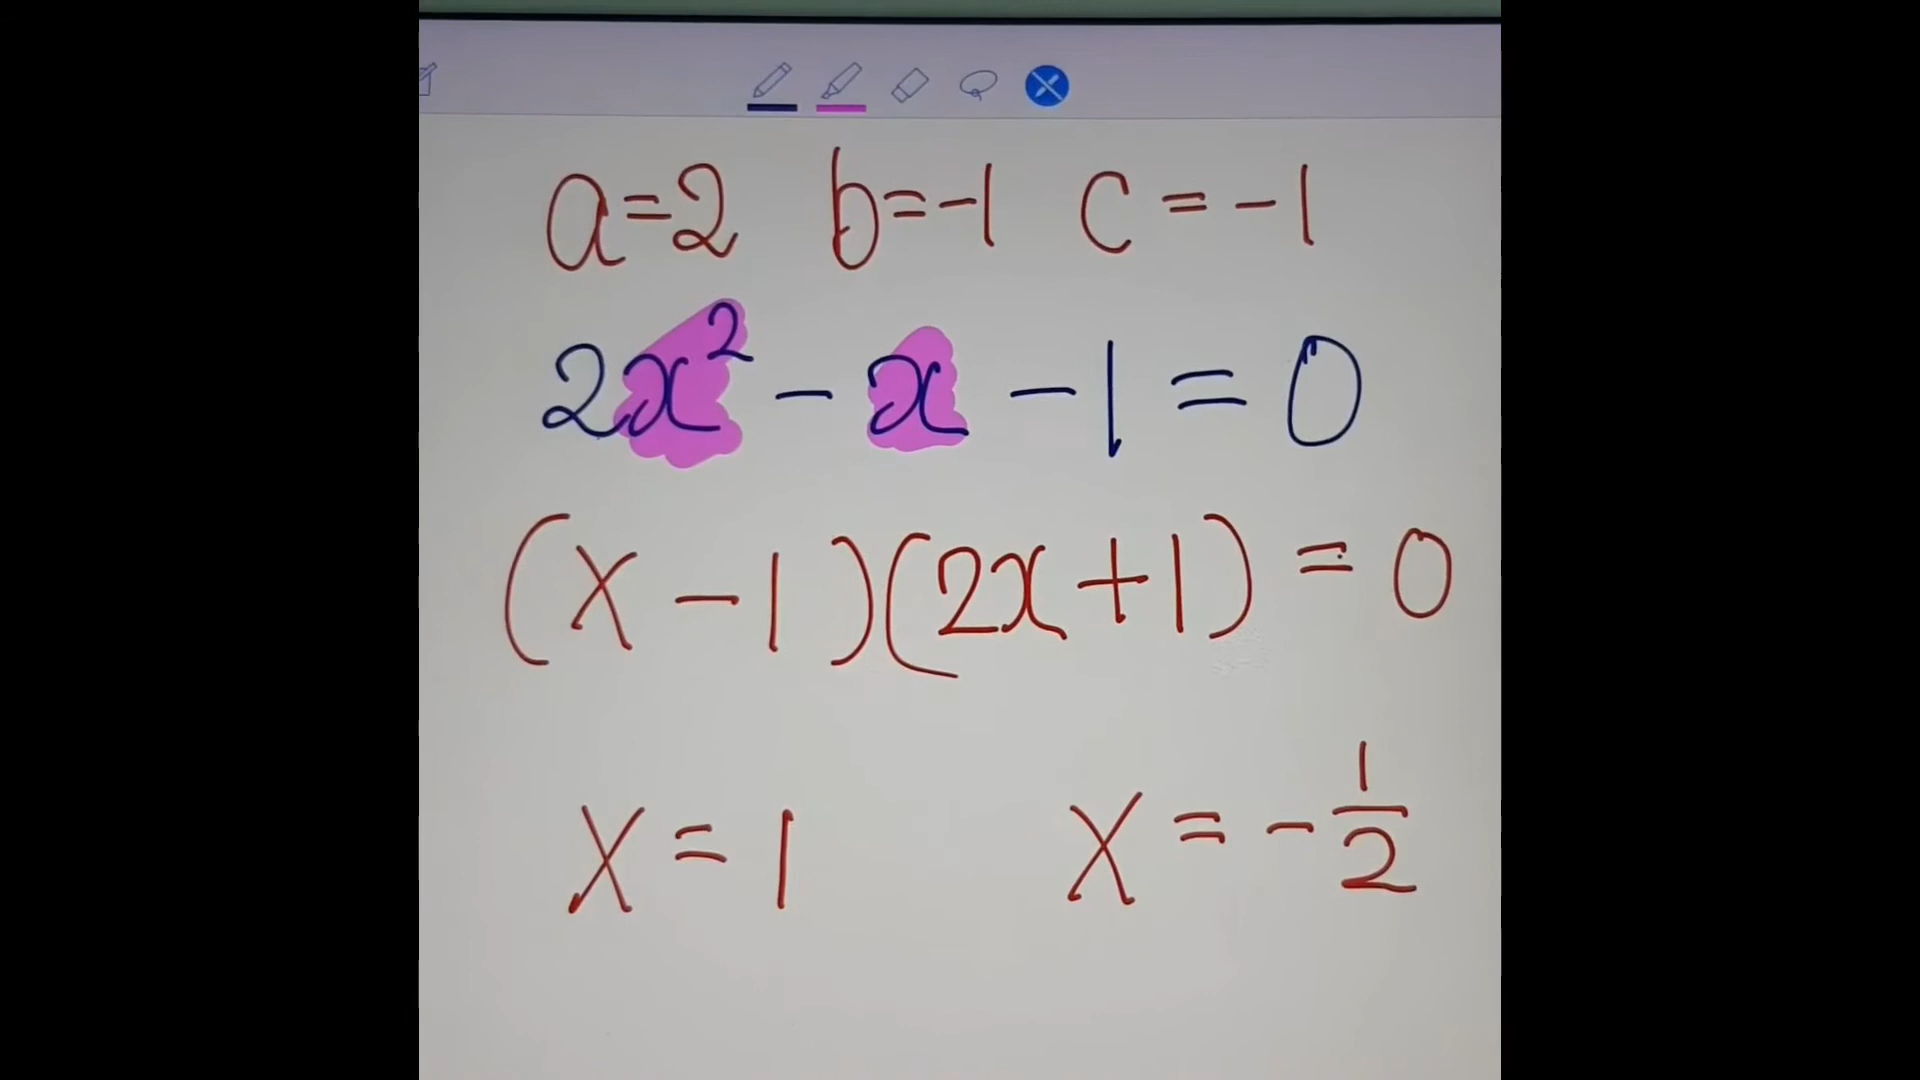 a=2 b=-1 c=-1
2x² - x - 1 = 0
(x - 1)(2x + 1) = 0
x = 1 x = -1/2